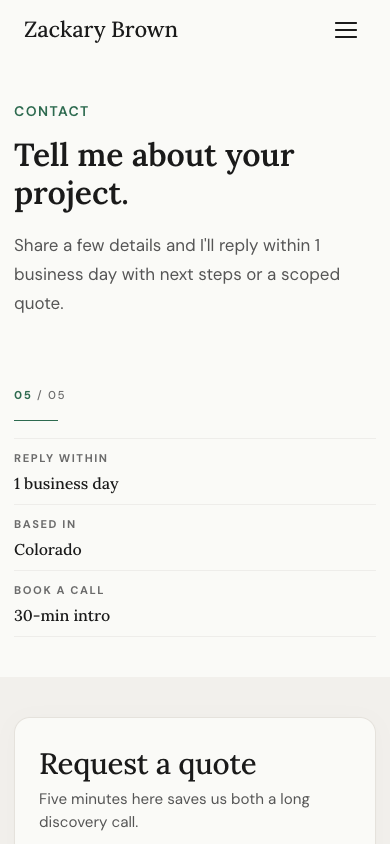 Zackary Brown
CONTACT
Tell me about your
project.
Share a few details and I'll reply within 1
business day with next steps or a scoped
quote.
05 / 05
REPLY WITHIN
1 business day
BASED IN
Colorado
BOOK A CALL
30-min intro
Request a quote
Five minutes here saves us both a long
discovery call.